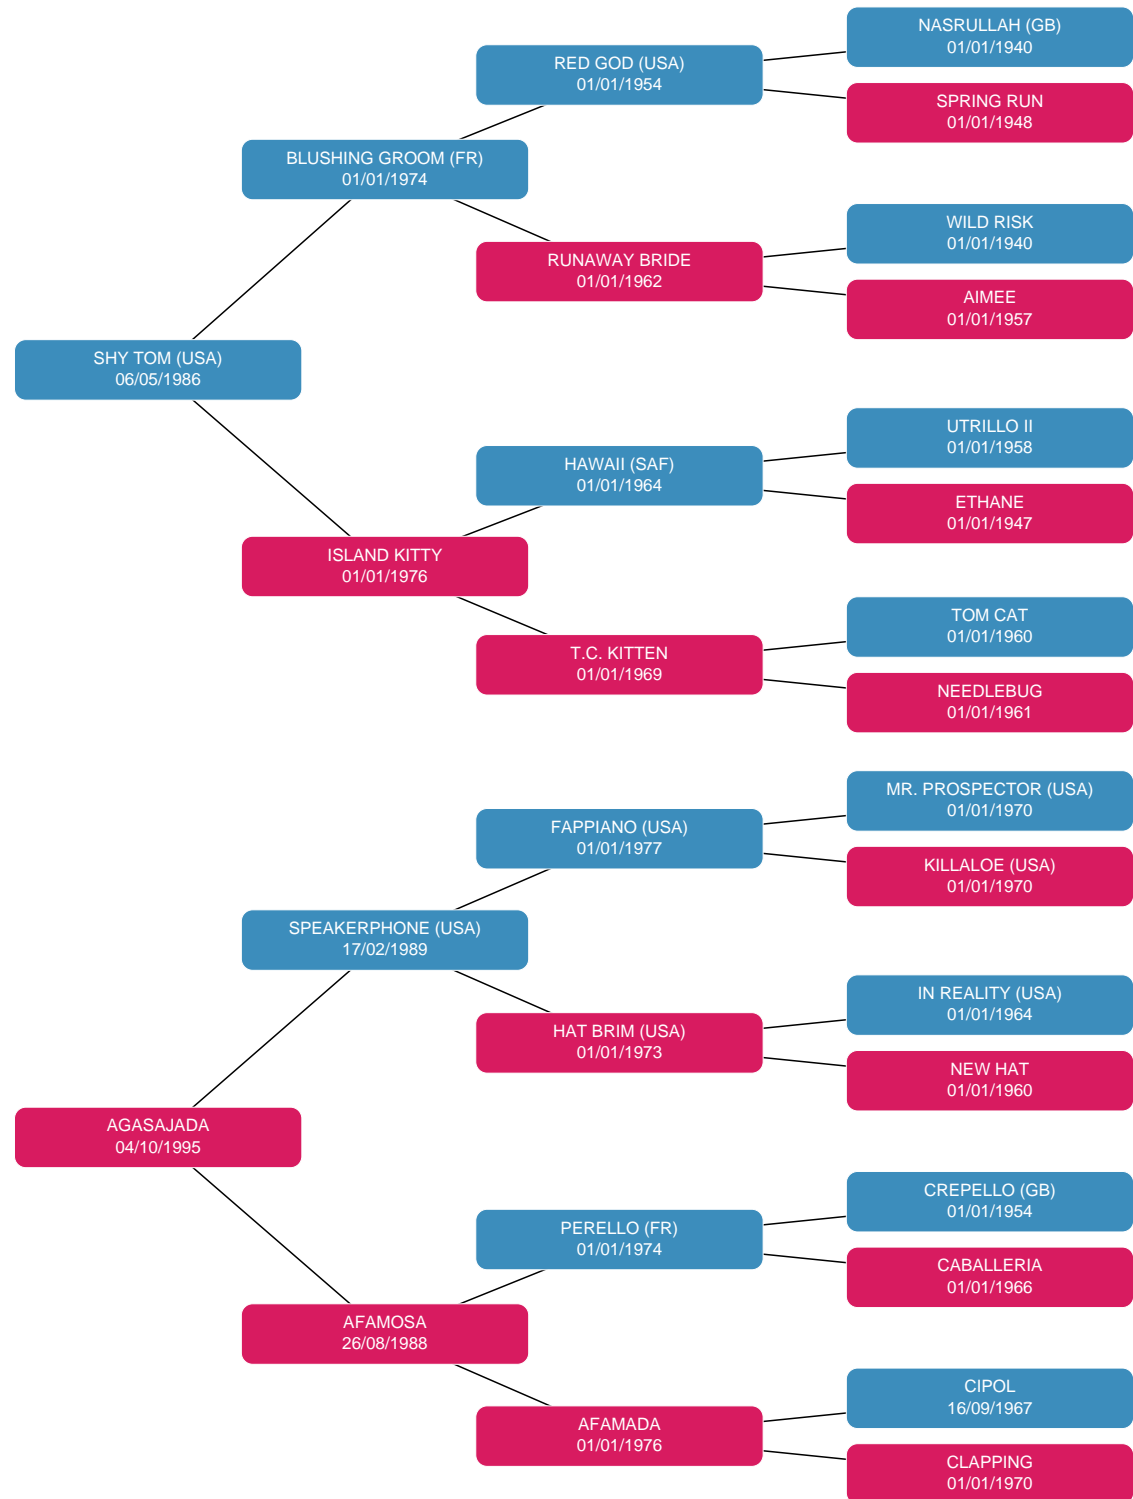 NASRULLAH (GB)
01/01/1940
RED GOD (USA)
01/01/1954
SPRING RUN
01/01/1948
BLUSHING GROOM (FR)
01/01/1974
WILD RISK
01/01/1940
RUNAWAY BRIDE
01/01/1962
AIMEE
01/01/1957
SHY TOM (USA)
06/05/1986
UTRILLO II
01/01/1958
HAWAII (SAF)
01/01/1964
ETHANE
01/01/1947
ISLAND KITTY
01/01/1976
TOM CAT
01/01/1960
T.C. KITTEN
01/01/1969
NEEDLEBUG
01/01/1961
MR. PROSPECTOR (USA)
01/01/1970
FAPPIANO (USA)
01/01/1977
KILLALOE (USA)
01/01/1970
SPEAKERPHONE (USA)
17/02/1989
IN REALITY (USA)
01/01/1964
HAT BRIM (USA)
01/01/1973
NEW HAT
01/01/1960
AGASAJADA
04/10/1995
CREPELLO (GB)
01/01/1954
PERELLO (FR)
01/01/1974
CABALLERIA
01/01/1966
AFAMOSA
26/08/1988
CIPOL
16/09/1967
AFAMADA
01/01/1976
CLAPPING
01/01/1970